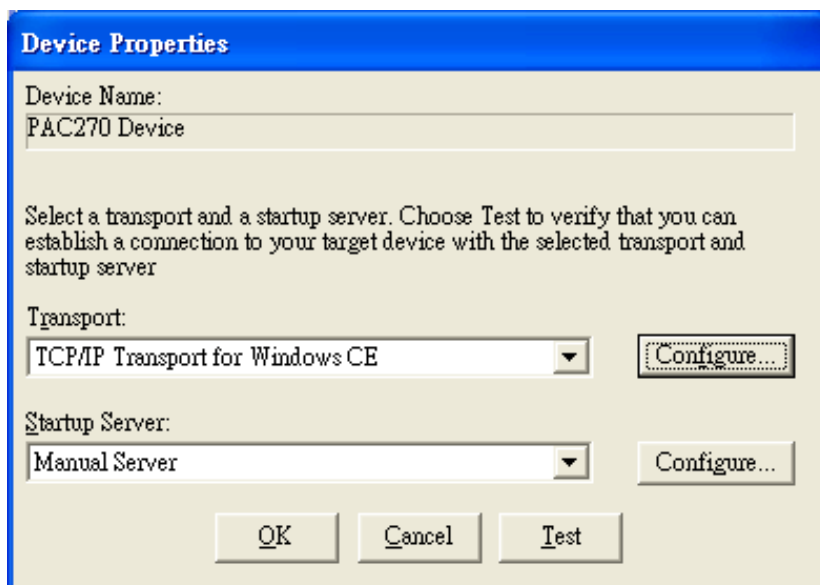 Device Properties
Device Name:
PAC270 Device
Select a transport and a startup server. Choose Test to verify that you can
establish a connection to your target device with the selected transport and
startup server
Transport:
TCP/IP Transport for Windows CE
Configure...
Startup Server:
Manual Server
Configure...
OK Cancel Test